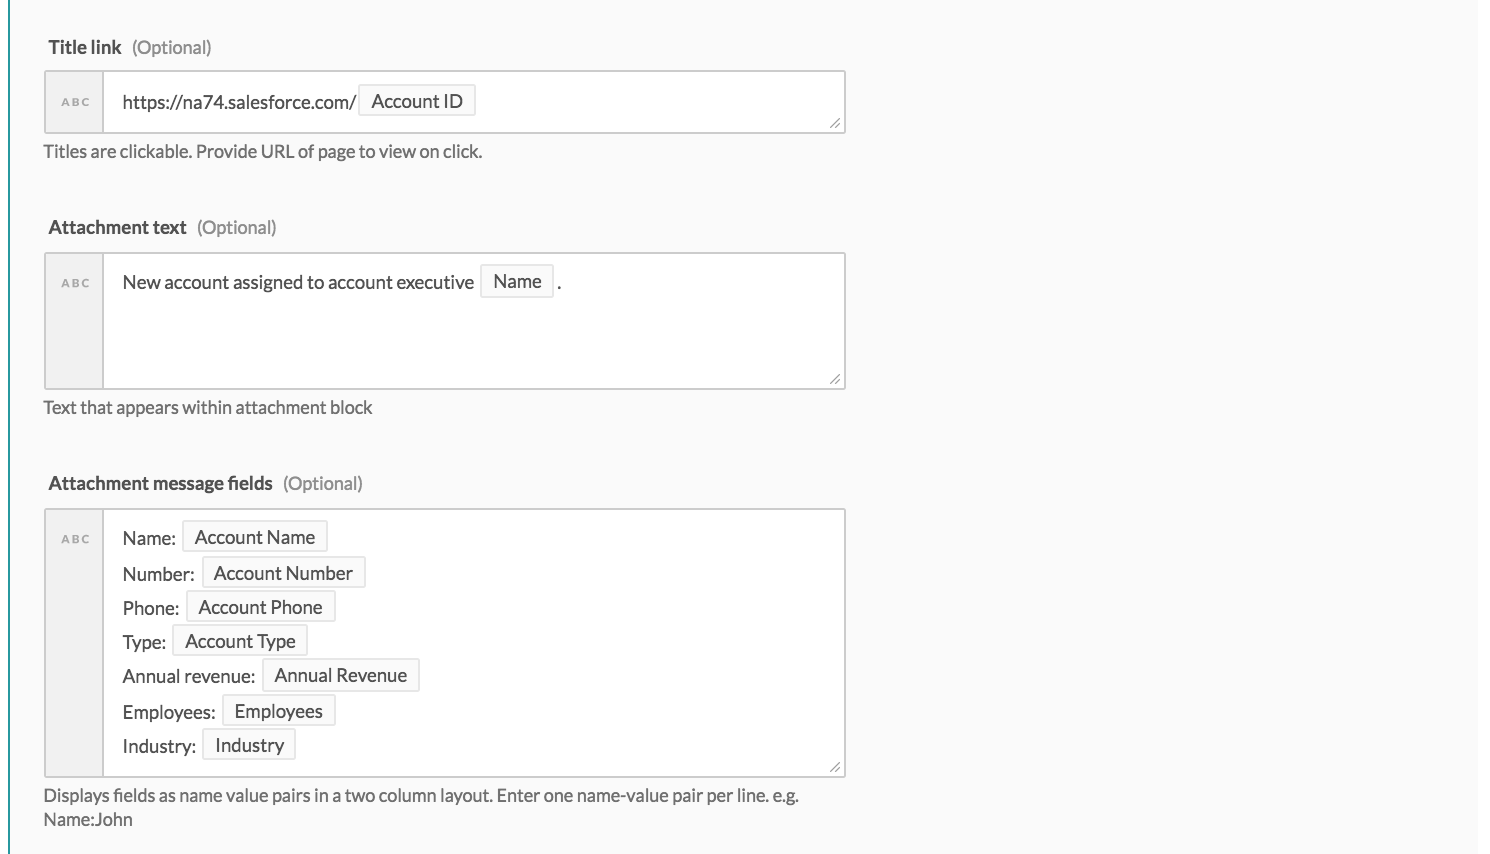 Title link (Optional)
ABC
https://na74.salesforce.com/ Account ID
Titles are clickable. Provide URL of page to view on click.
Attachment text (Optional)
ABC
New account assigned to account executive Name .
Text that appears within attachment block
Attachment message fields (Optional)
ABC
Name: Account Name
Number: Account Number
Phone: Account Phone
Type: Account Type
Annual revenue: Annual Revenue
Employees: Employees
Industry: Industry
Displays fields as name value pairs in a two column layout. Enter one name-value pair per line. e.g.
Name:John